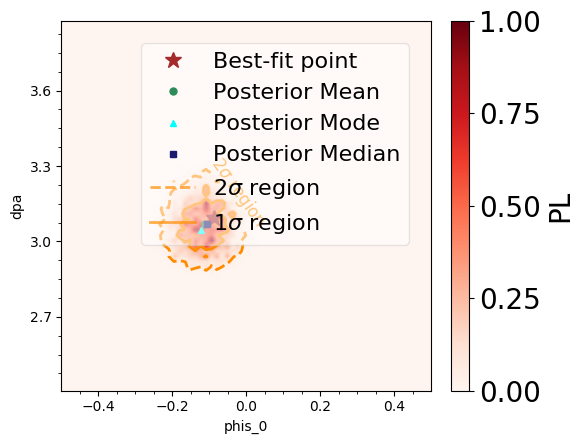 Best-fit point
Posterior Mean
Posterior Mode
Posterior Median
2σ region
1σ region
2σ region
3.6
3.3
3.0
2.7
dpa
−0.4
−0.2
0.0
0.2
0.4
phis_0
1.00
0.75
0.50
0.25
0.00
PL